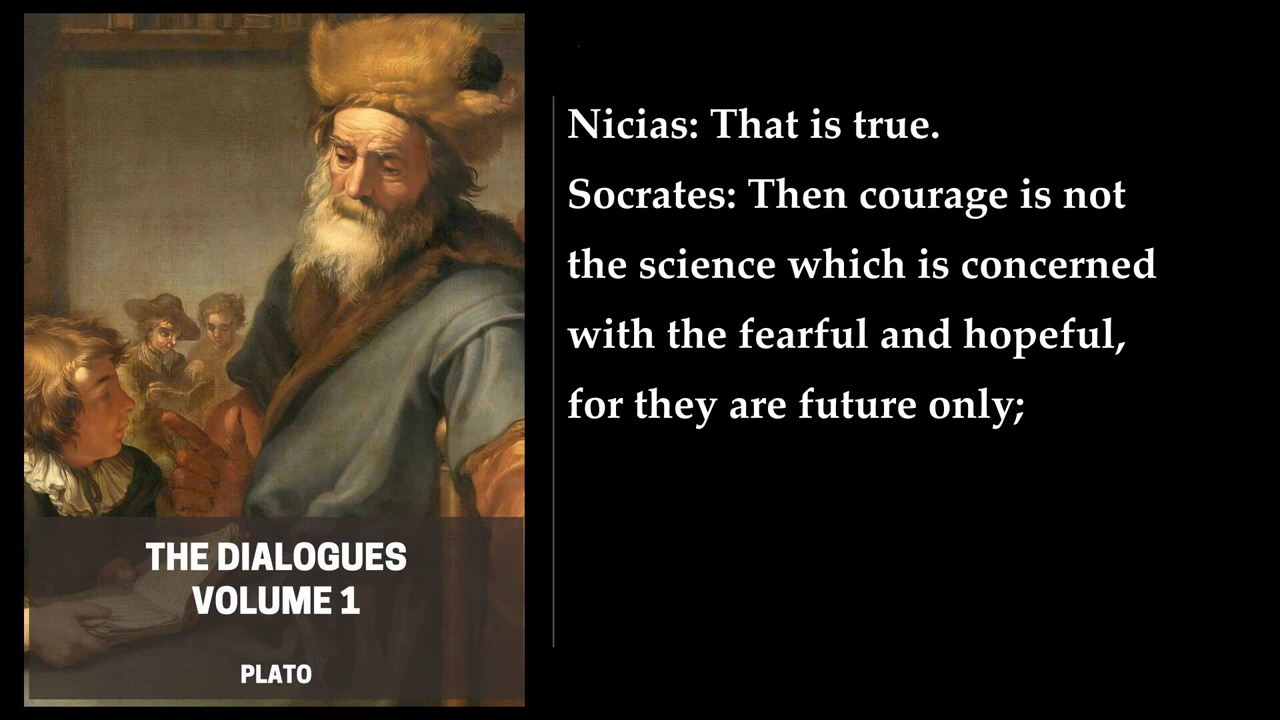 Nicias: That is true.
Socrates: Then courage is not
the science which is concerned
with the fearful and hopeful,
for they are future only;
THE DIALOGUES
VOLUME 1
PLATO